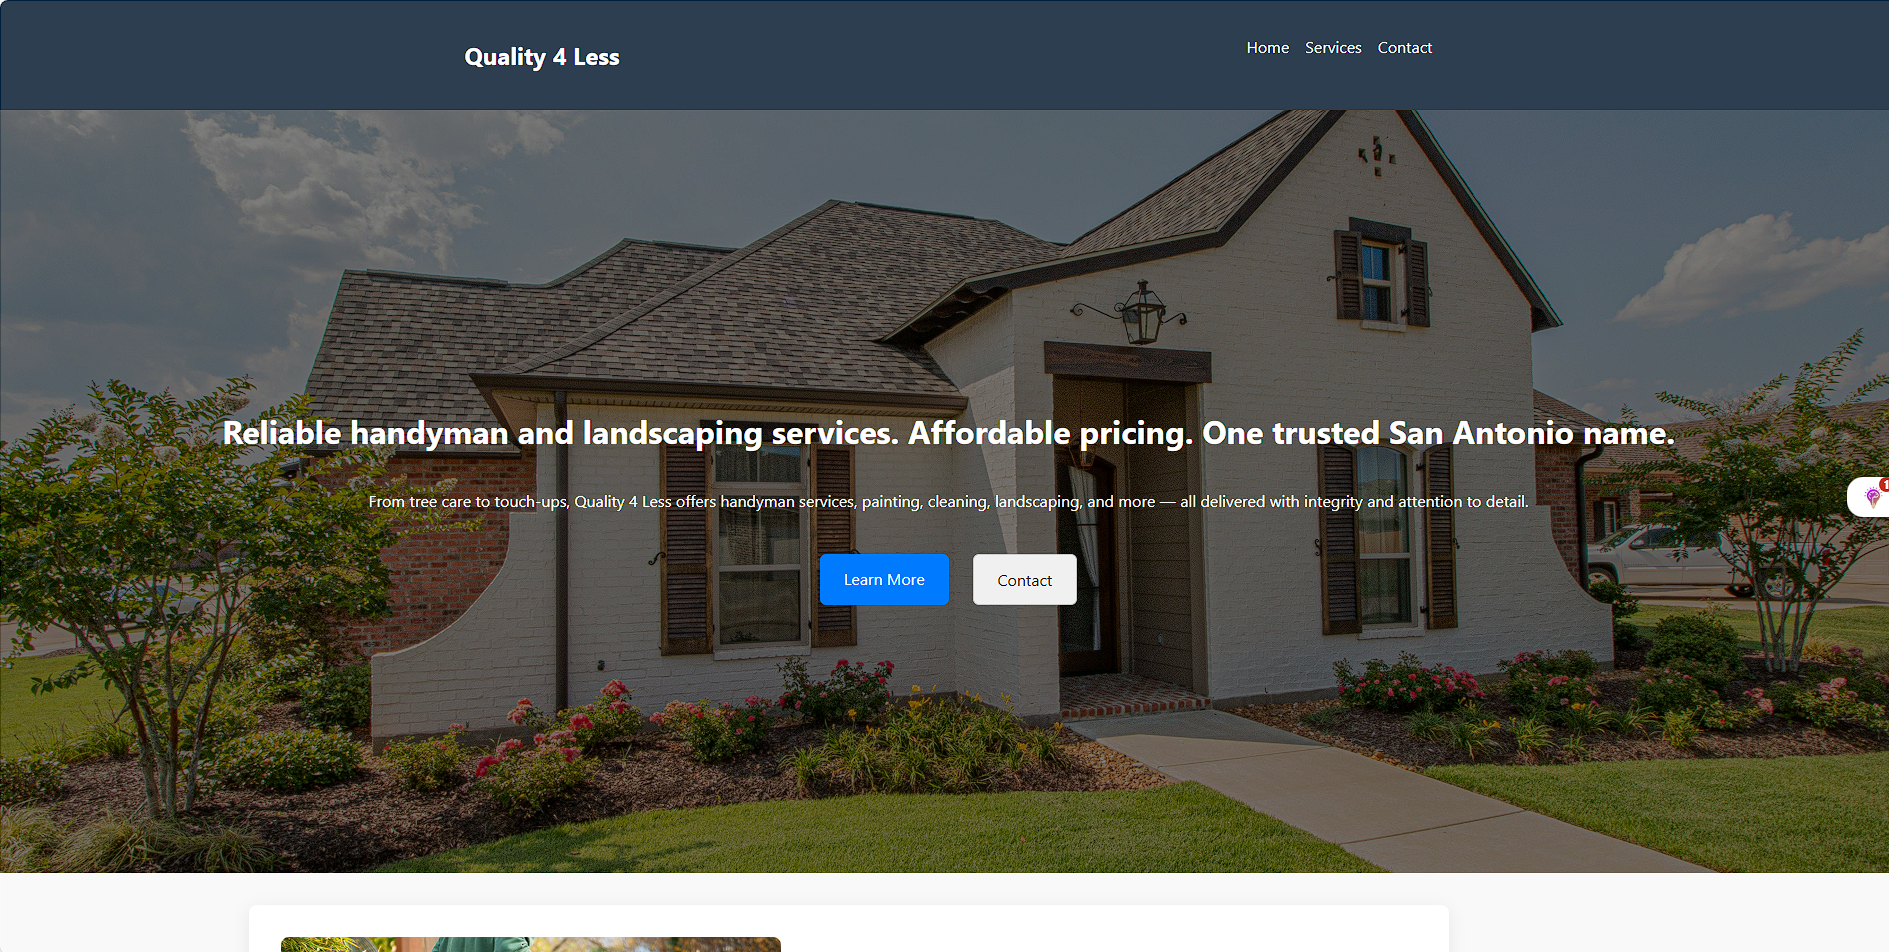 Quality 4 Less
Home Services Contact
Reliable handyman and landscaping services. Affordable pricing. One trusted San Antonio name.
From tree care to touch-ups, Quality 4 Less offers handyman services, painting, cleaning, landscaping, and more — all delivered with integrity and attention to detail.
1
Learn More Contact